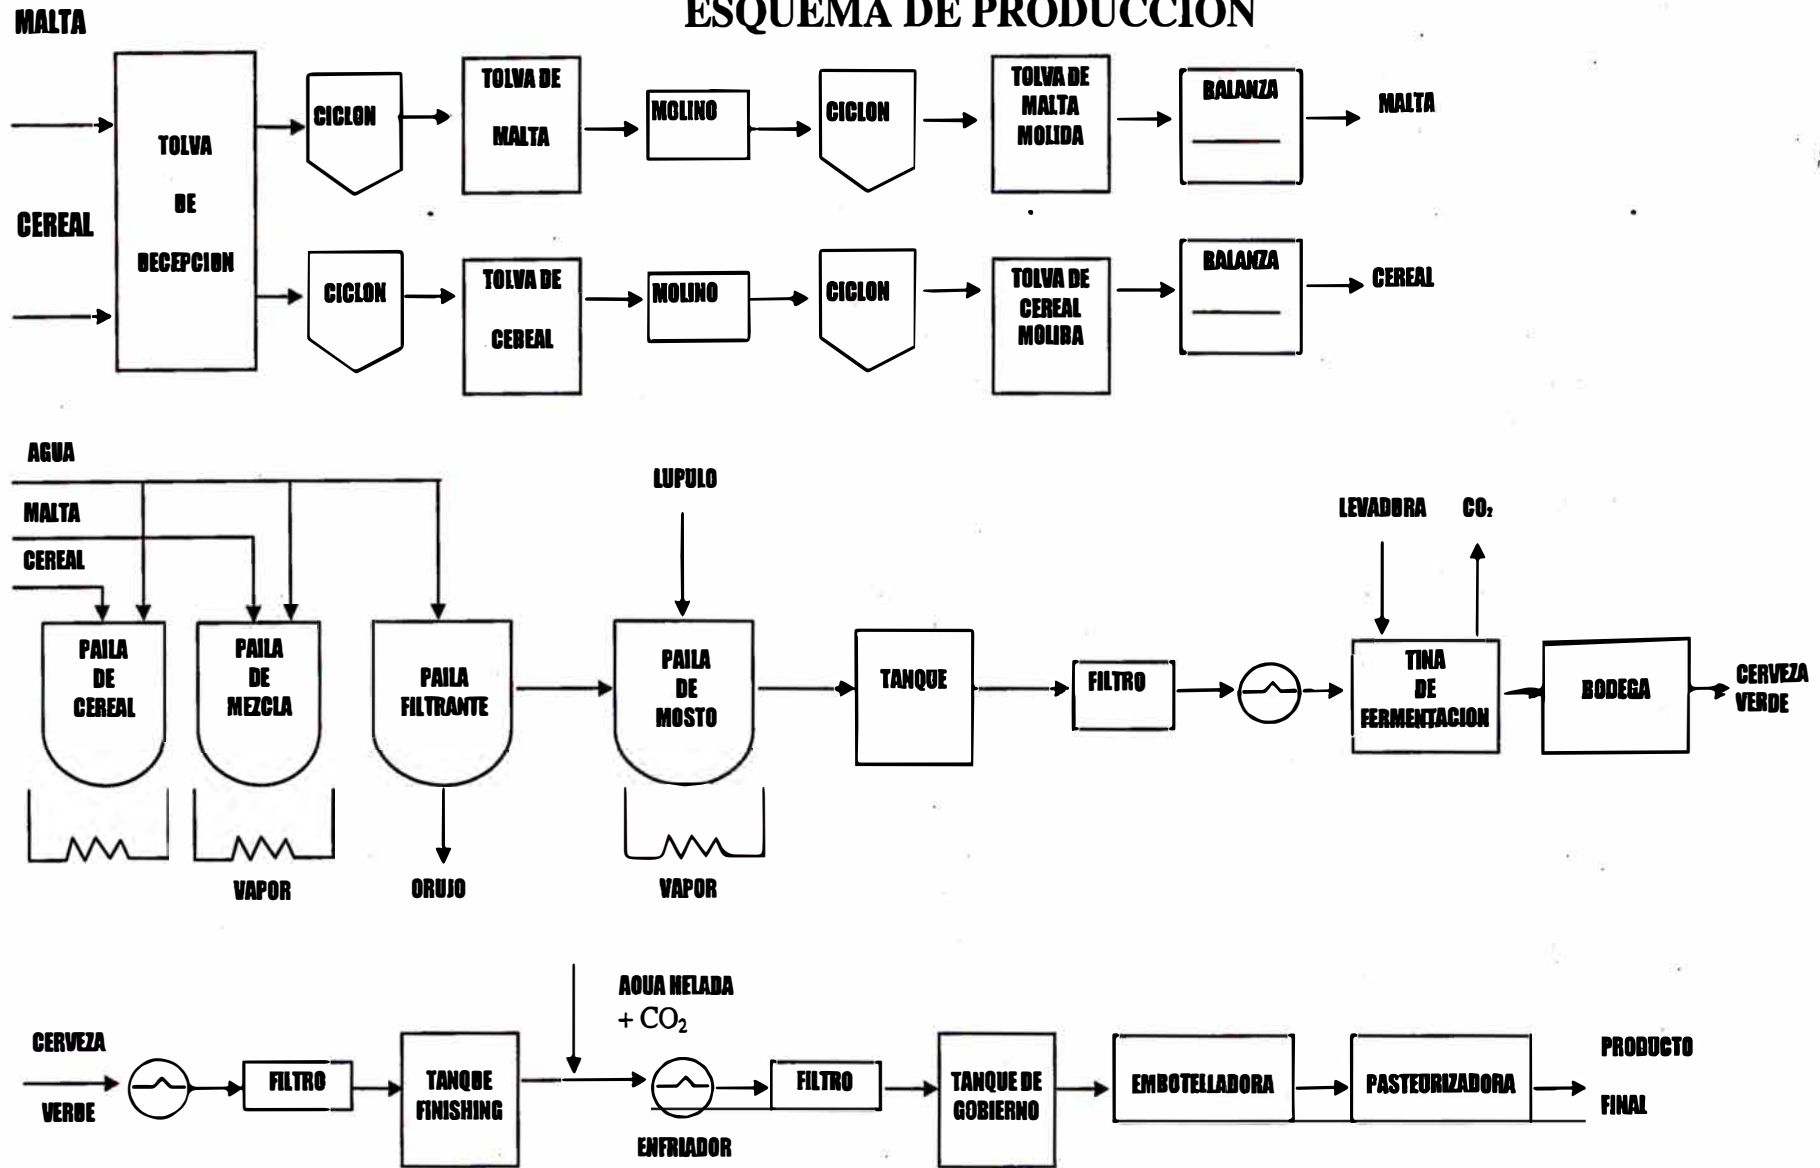 ESQUEMA DE PRODUCCION
MALTA
CEREAL
TOLVA
DE
DECEPCION
CICLON
TOLVA DE
MALTA
MOLINO
CICLON
TOLVA DE
MALTA
MOLIDA
BALANZA
MALTA
CICLON
TOLVA DE
CEREAL
MOLINO
CICLON
TOLVA DE
CEREAL
MOLIBA
BALANZA
CEREAL
AGUA
MALTA
CEREAL
PAILA
DE
CEREAL
PAILA
DE
MEZCLA
VAPOR
PAILA
FILTRANTE
ORUJO
LUPULO
PAILA
DE
MOSTO
VAPOR
TANQUE
FILTRO
LEVADURA
CO₂
TINA
DE
FERMENTACION
BODEGA
CERVEZA
VERDE
CERVEZA
VERDE
FILTRO
TANQUE
FINISHING
AGUA HELADA
+ CO₂
ENFRIADOR
FILTRO
TANQUE DE
GOBIERNO
EMBOTELLADORA
PASTEURIZADORA
PRODUCTO
FINAL